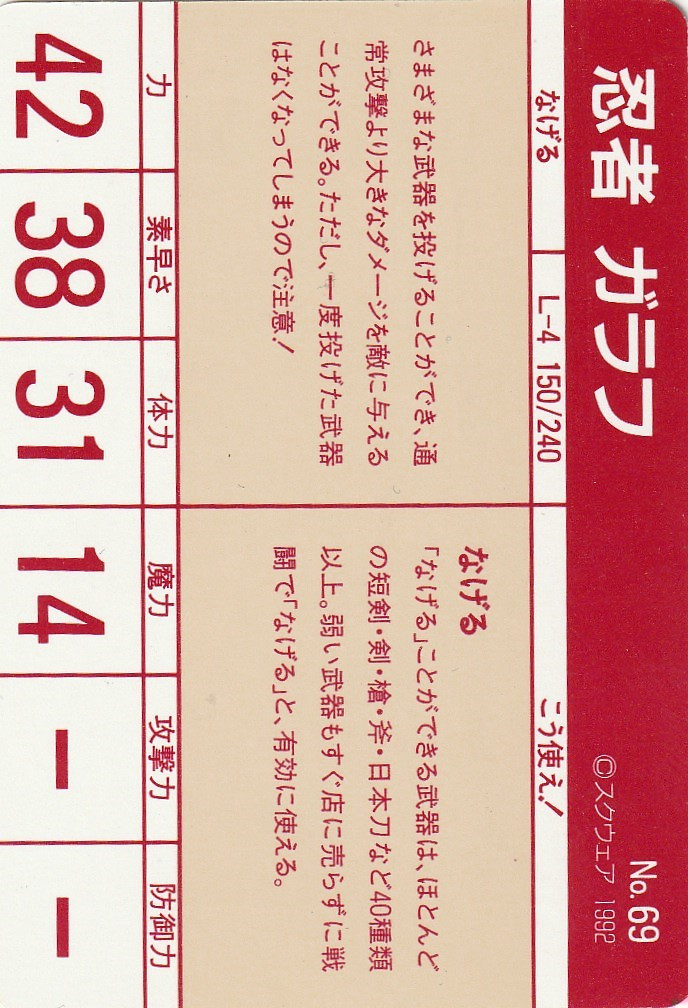 忍者 ガラフ
No.69
©スクウェア 1992
なげる
L-4 150/240
こう使え!
さまざまな武器を投げることができ、通
常攻撃より大きなダメージを敵に与える
ことができる。ただし、一度投げた武器
はなくなってしまうので注意!
なげる
「なげる」ことができる武器は、ほとんど
の短剣・剣・槍・斧・日本刀など40種類
以上。弱い武器もすぐ店に売らずに戦
闘で「なげる」と、有効に使える。
力
素早さ
体力
魔力
攻撃力
防御力
42
38
31
14
ー
ー